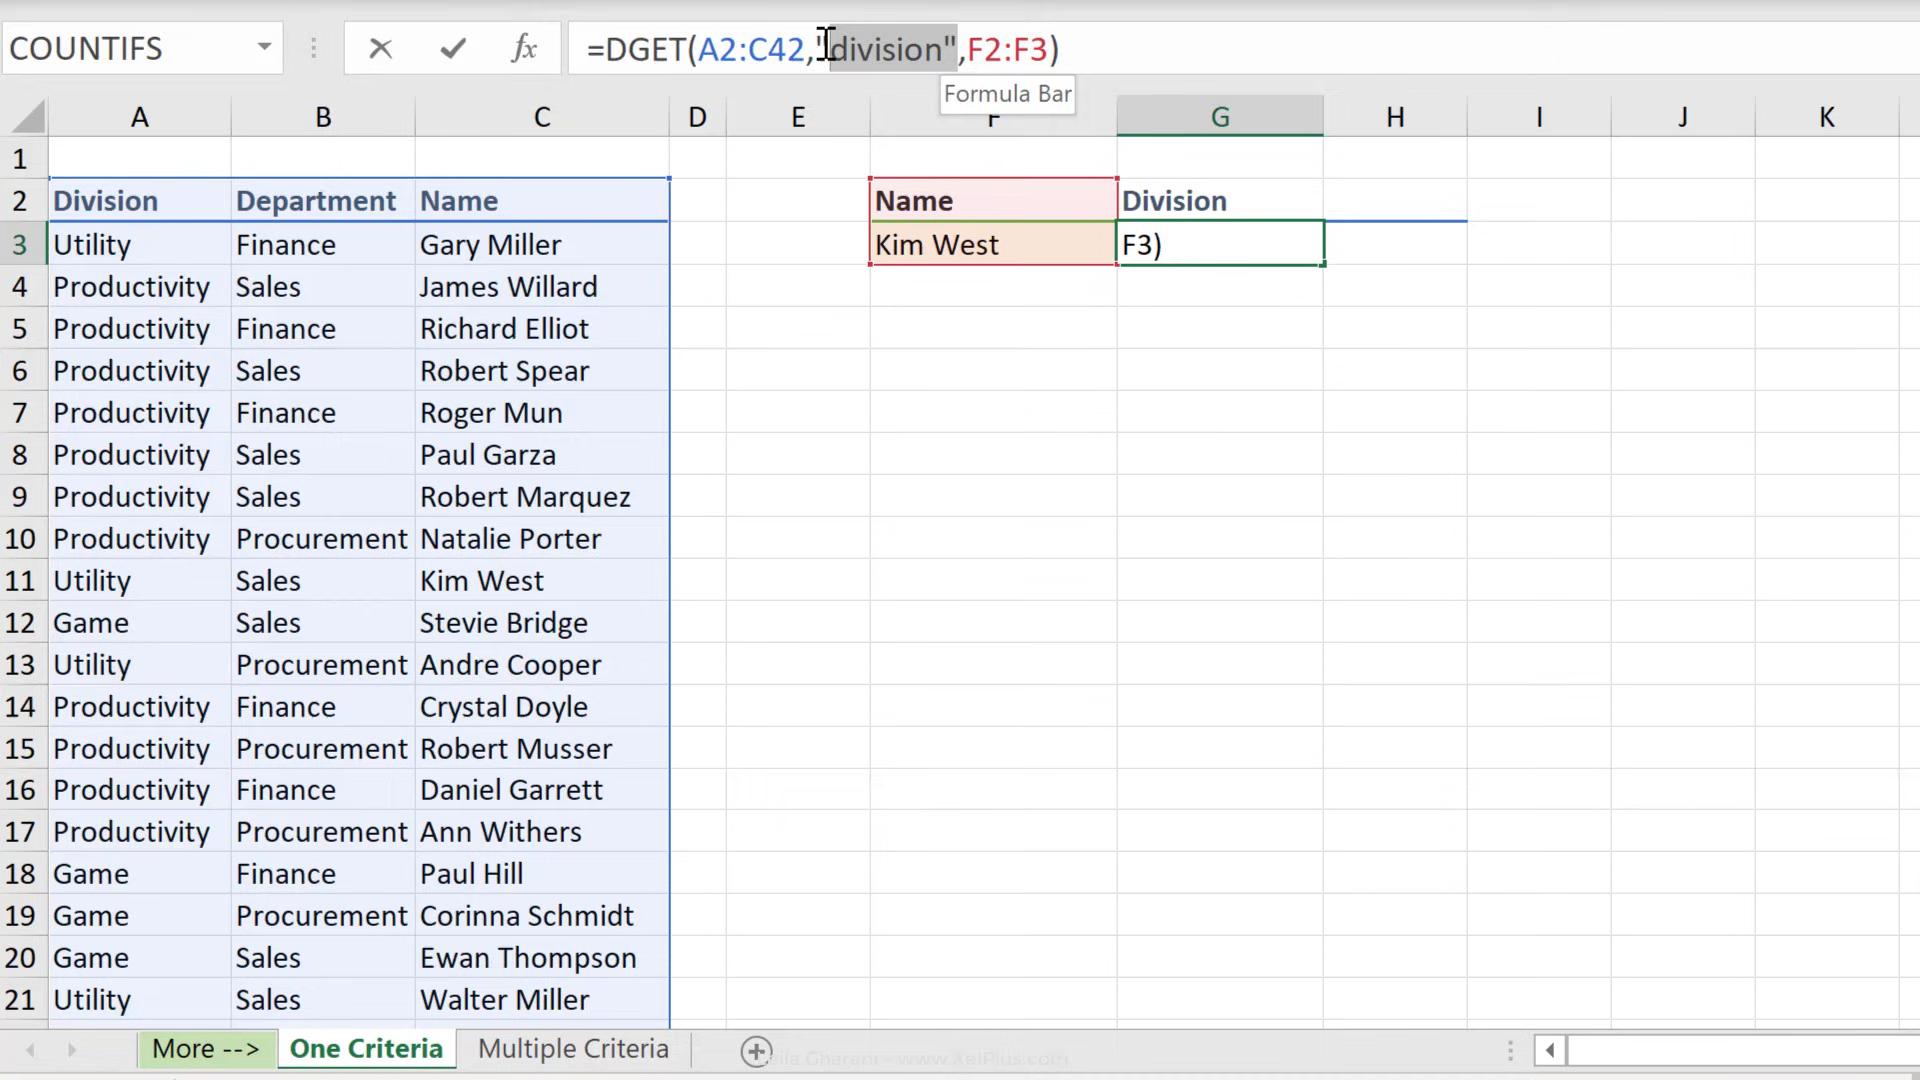 COUNTIFS fx =DGET(A2:C42,"division",F2:F3)
Formula Bar
A B C D E F G H I J K
1
2 Division Department Name Name Division
3 Utility Finance Gary Miller Kim West F3)
4 Productivity Sales James Willard
5 Productivity Finance Richard Elliot
6 Productivity Sales Robert Spear
7 Productivity Finance Roger Mun
8 Productivity Sales Paul Garza
9 Productivity Sales Robert Marquez
10 Productivity Procurement Natalie Porter
11 Utility Sales Kim West
12 Game Sales Stevie Bridge
13 Utility Procurement Andre Cooper
14 Productivity Finance Crystal Doyle
15 Productivity Procurement Robert Musser
16 Productivity Finance Daniel Garrett
17 Productivity Procurement Ann Withers
18 Game Finance Paul Hill
19 Game Procurement Corinna Schmidt
20 Game Sales Ewan Thompson
21 Utility Sales Walter Miller
More --> One Criteria Multiple Criteria
Gharani - www.XelPlus.com